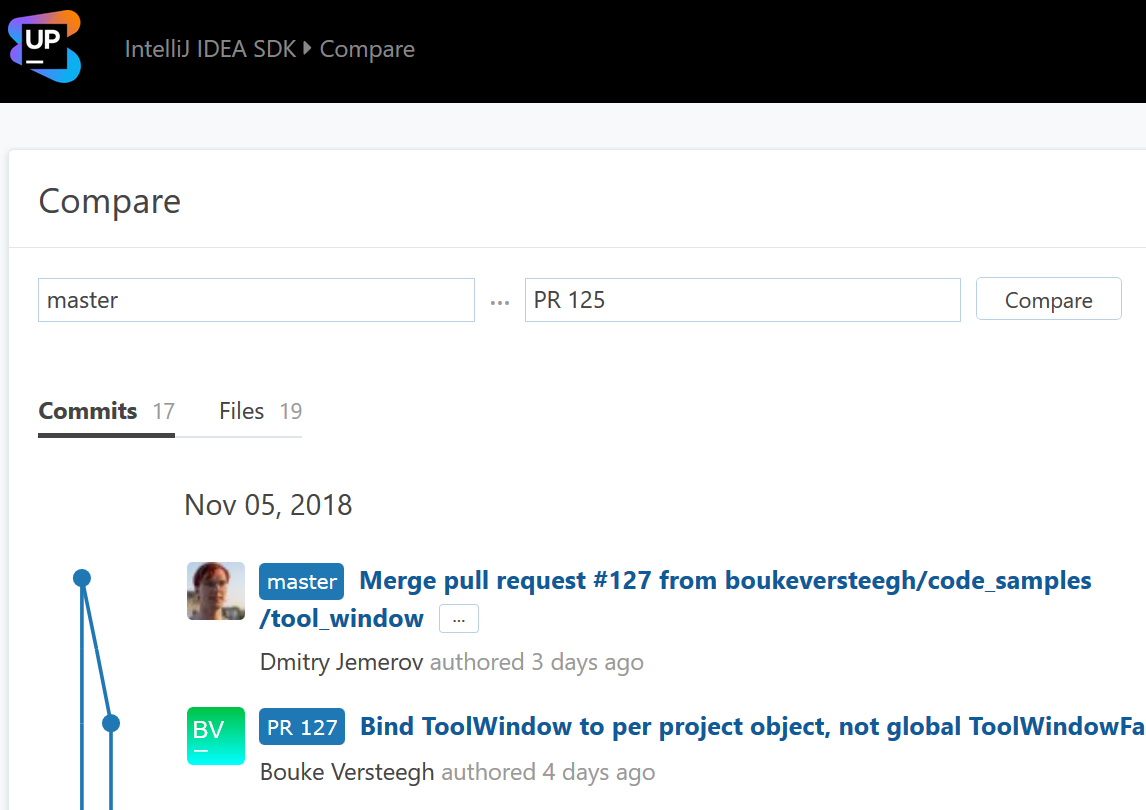 UP
IntelliJ IDEA SDK Compare
Compare
master ... PR 125 Compare
Commits 17 Files 19
Nov 05, 2018
master Merge pull request #127 from boukeversteegh/code_samples
/tool_window ...
Dmitry Jemerov authored 3 days ago
BV PR 127 Bind ToolWindow to per project object, not global ToolWindowFa
Bouke Versteegh authored 4 days ago